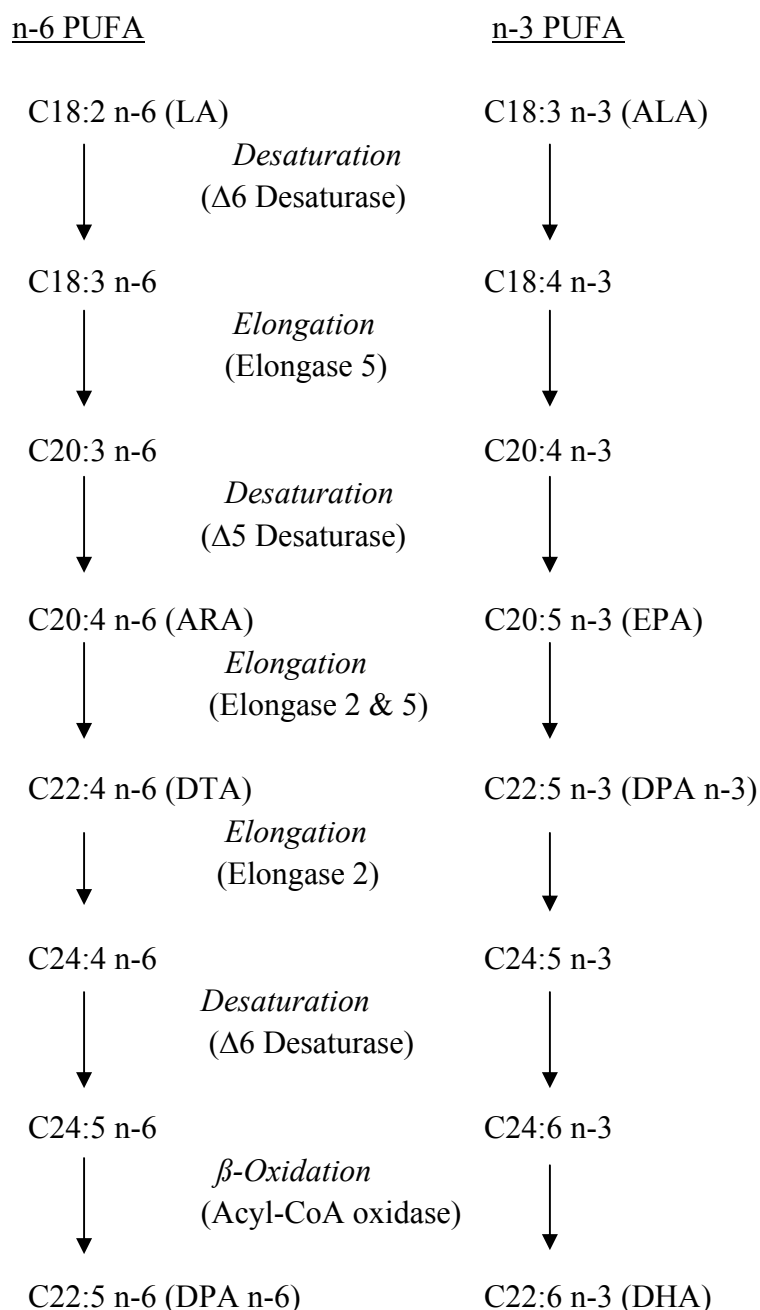 n-6 PUFA n-3 PUFA
C18:2 n-6 (LA) C18:3 n-3 (ALA)
Desaturation
(Δ6 Desaturase)
C18:3 n-6 C18:4 n-3
Elongation
(Elongase 5)
C20:3 n-6 C20:4 n-3
Desaturation
(Δ5 Desaturase)
C20:4 n-6 (ARA) C20:5 n-3 (EPA)
Elongation
(Elongase 2 & 5)
C22:4 n-6 (DTA) C22:5 n-3 (DPA n-3)
Elongation
(Elongase 2)
C24:4 n-6 C24:5 n-3
Desaturation
(Δ6 Desaturase)
C24:5 n-6 C24:6 n-3
ß-Oxidation
(Acyl-CoA oxidase)
C22:5 n-6 (DPA n-6) C22:6 n-3 (DHA)